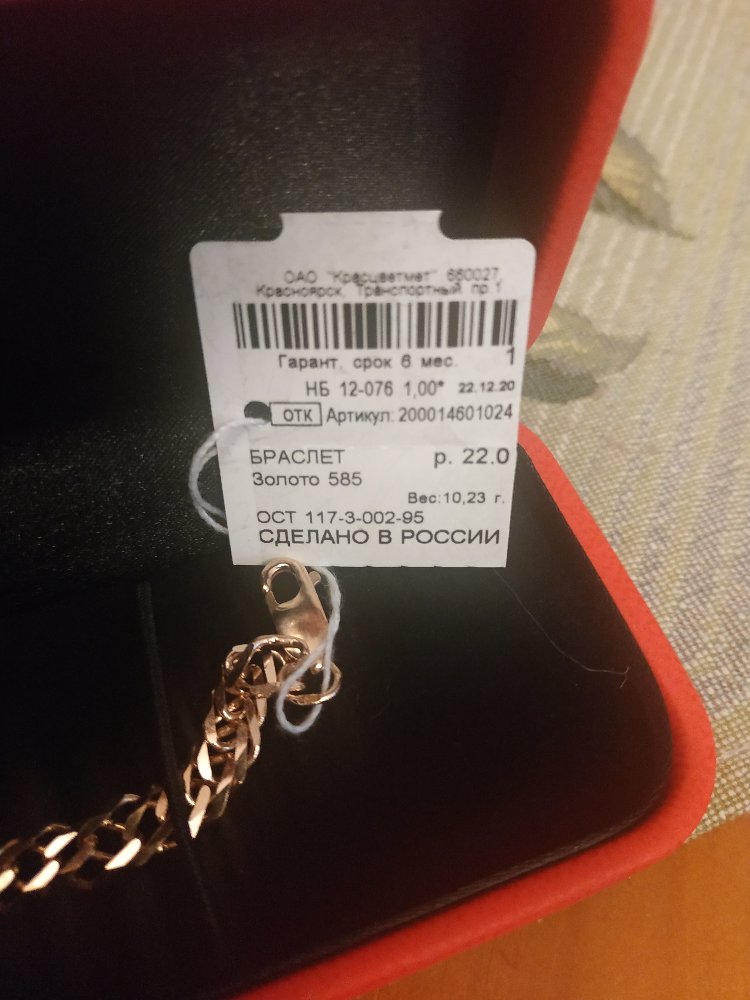 ОАО "Красцветмет" 660027,
Красноярск, Транспортный пр.1
Гарант. срок 6 мес. 1
НБ 12-076 1,00* 22.12.20
ОТК Артикул: 200014601024
БРАСЛЕТ р. 22.0
Золото 585
Вес:10,23 г.
ОСТ 117-3-002-95
СДЕЛАНО В РОССИИ